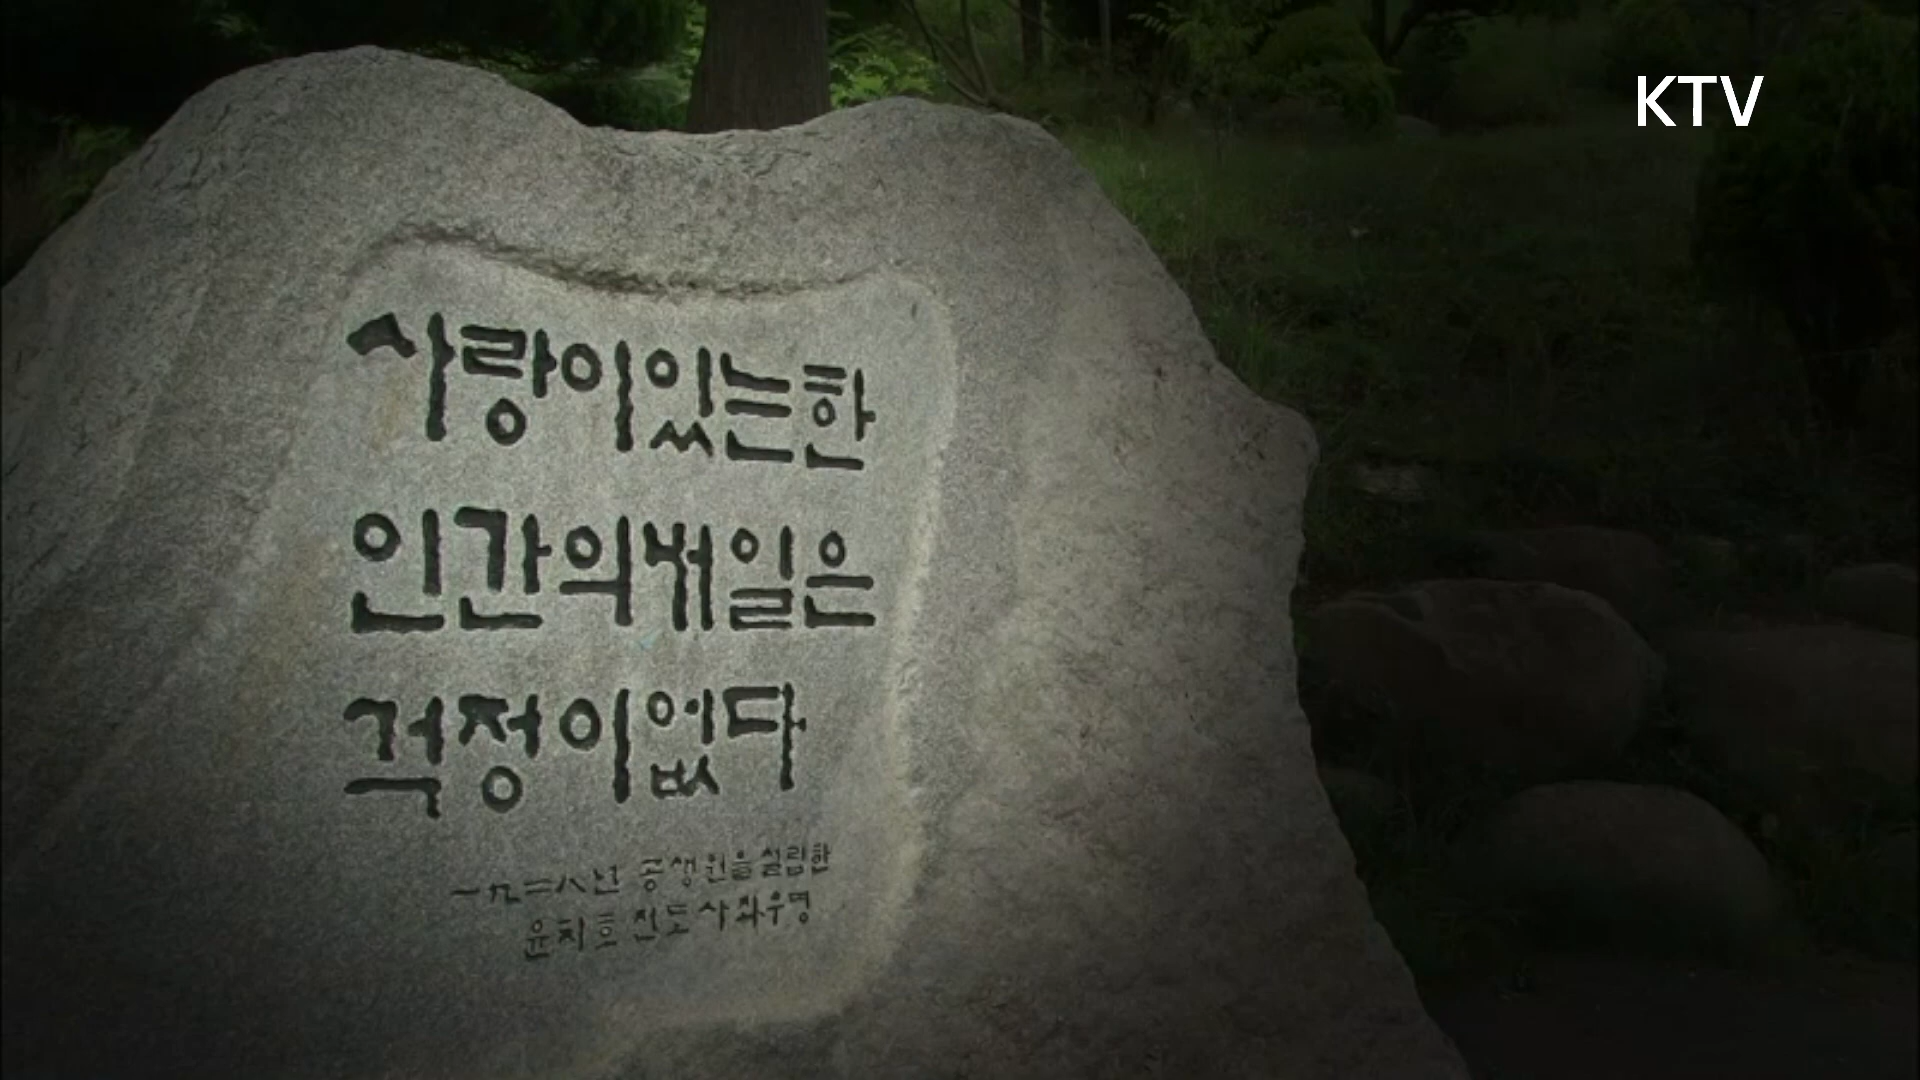 KTV
사랑이있는한
인간의내일은
걱정이없다
一九二八년 공생원을설립한
윤치호전도사좌우명